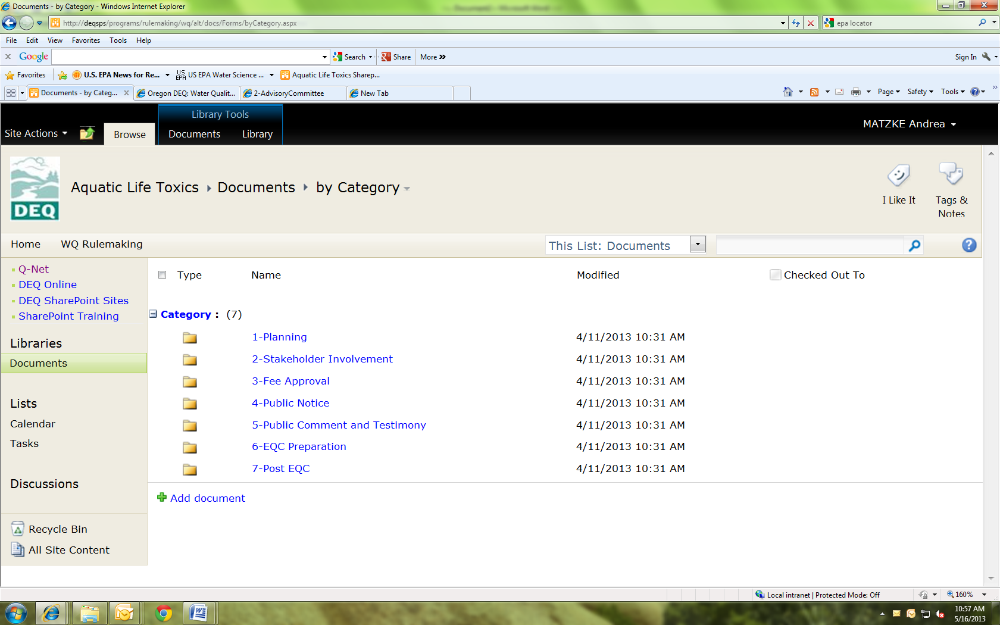 Documents - by Category - Windows Internet Explorer
http://deqsps/programs/rulemaking/wq/alt/docs/Forms/byCategory.aspx
epa locator
File Edit View Favorites Tools Help
x Google Search Share More »
Sign In
Favorites U.S. EPA News for Re... US EPA US EPA Water Science ... Aquatic Life Toxics Sharep...
Documents - by Categ... x Oregon DEQ: Water Qualit... 2-AdvisoryCommittee New Tab
Page Safety Tools »
Library Tools
Site Actions Browse Documents Library
MATZKE Andrea
DEQ
Aquatic Life Toxics Documents by Category
I Like It
Tags & Notes
Home WQ Rulemaking
This List: Documents
Q-Net
DEQ Online
DEQ SharePoint Sites
SharePoint Training
Libraries
Documents
Lists
Calendar
Tasks
Discussions
Recycle Bin
All Site Content
Type Name Modified Checked Out To
Category : (7)
1-Planning 4/11/2013 10:31 AM
2-Stakeholder Involvement 4/11/2013 10:31 AM
3-Fee Approval 4/11/2013 10:31 AM
4-Public Notice 4/11/2013 10:31 AM
5-Public Comment and Testimony 4/11/2013 10:31 AM
6-EQC Preparation 4/11/2013 10:31 AM
7-Post EQC 4/11/2013 10:31 AM
Add document
Local intranet | Protected Mode: Off
160%
10:57 AM
5/16/2013